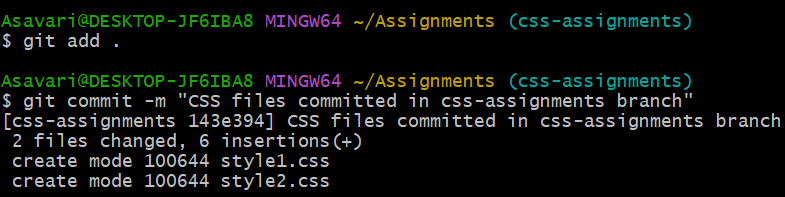 Asavari@DESKTOP-JF6IBA8 MINGW64 ~/Assignments (css-assignments)
$ git add .
Asavari@DESKTOP-JF6IBA8 MINGW64 ~/Assignments (css-assignments)
$ git commit -m "CSS files committed in css-assignments branch"
[css-assignments 143e394] CSS files committed in css-assignments branch
2 files changed, 6 insertions(+)
create mode 100644 style1.css
create mode 100644 style2.css